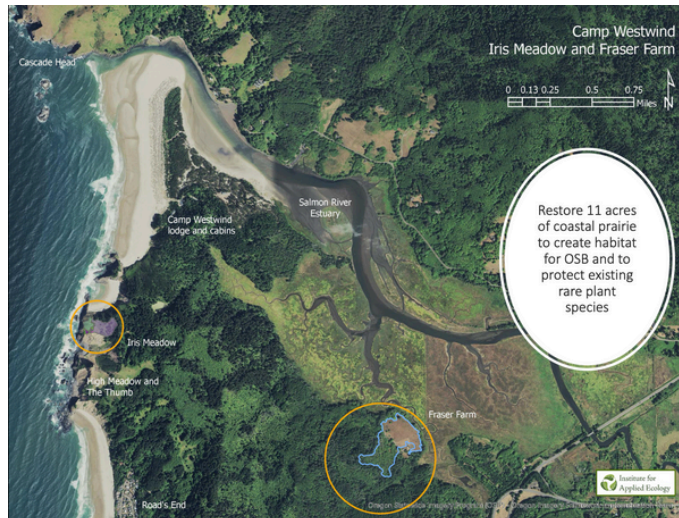 Camp Westwind
Iris Meadow and Fraser Farm
Cascade Head
N
0 0.13 0.25 0.5 0.75
Miles
Restore 11 acres
of coastal prairie
to create habitat
for OSB and to
protect existing
rare plant
species
Salmon River
Estuary
Camp Westwind
lodge and cabins
Iris Meadow
High Meadow and
The Thumb
Fraser Farm
Road's End
Institute for
Applied Ecology